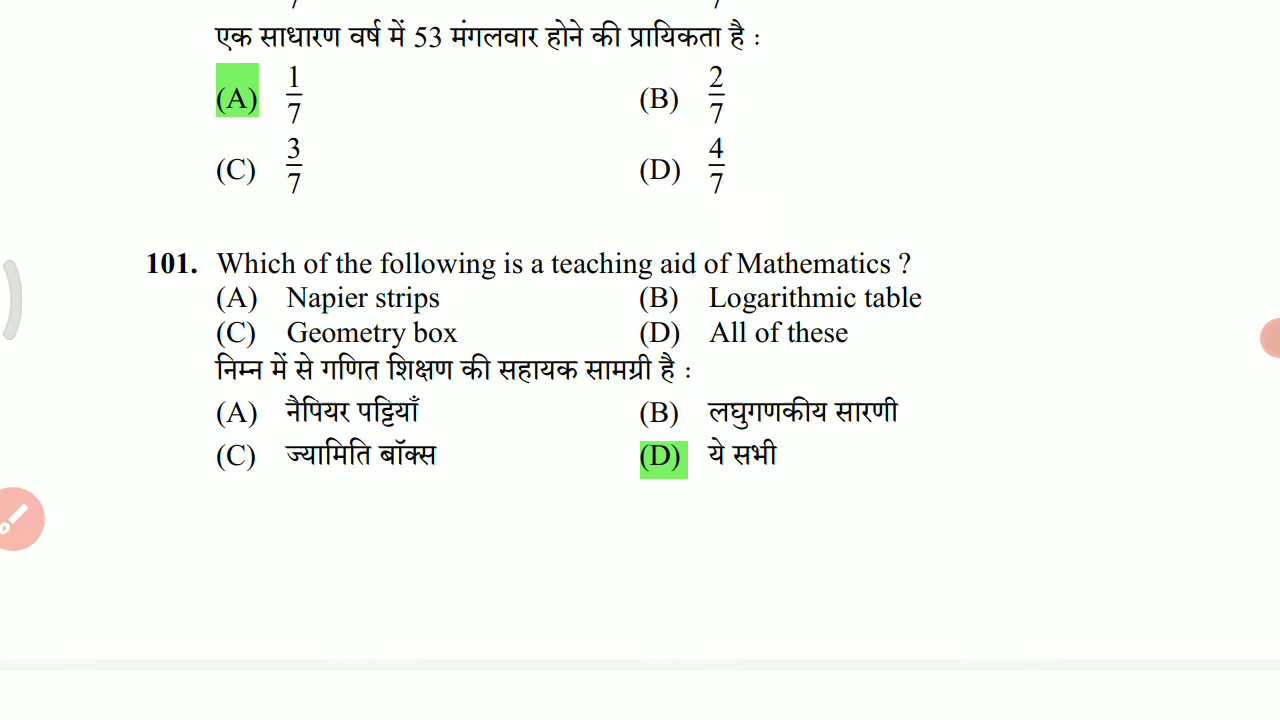 एक साधारण वर्ष में 53 मंगलवार होने की प्रायिकता है :
(A) 1/7 (B) 2/7
(C) 3/7 (D) 4/7
101. Which of the following is a teaching aid of Mathematics ?
(A) Napier strips (B) Logarithmic table
(C) Geometry box (D) All of these
निम्न में से गणित शिक्षण की सहायक सामग्री है :
(A) नैपियर पट्टियाँ (B) लघुगणकीय सारणी
(C) ज्यामिति बॉक्स (D) ये सभी